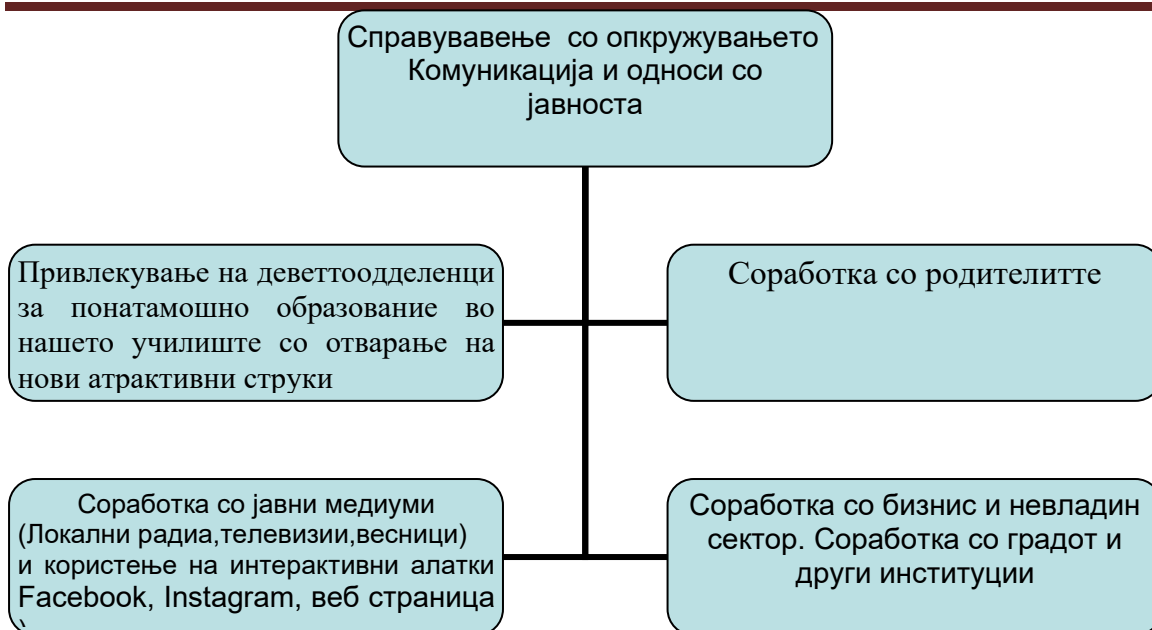 Справувавење со опкружувањето
Комуникација и односи со
јавноста
Привлекување на деветтоодделенци
за понатамошно образование во
нашето училиште со отварање на
нови атрактивни струки
Соработка со родителитте
Соработка со јавни медиуми
(Локални радиа,телевизии,весници)
и користење на интерактивни алатки
Facebook, Instagram, веб страница
)
Соработка со бизнис и невладин
сектор. Соработка со градот и
други институции